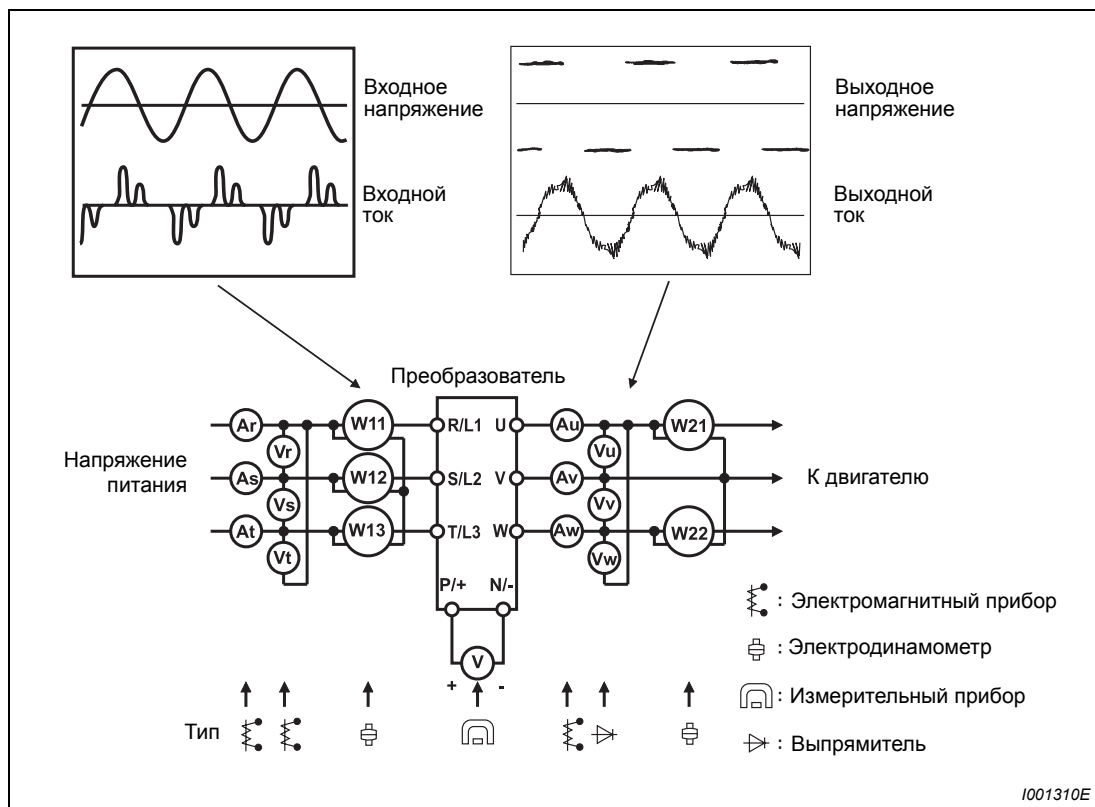 Входное
напряжение
Входной
ток
Выходное
напряжение
Выходной
ток
Преобразователь
Ar
Vr
W11
R/L1
U
Au
Vu
W21
Напряжение
питания
As
Vs
W12
S/L2
V
Av
Vv
К двигателю
At
Vt
W13
T/L3
W
Aw
Vw
W22
P/+
N/-
V
+
-
Тип
: Электромагнитный прибор
: Электродинамометр
: Измерительный прибор
: Выпрямитель
I001310E